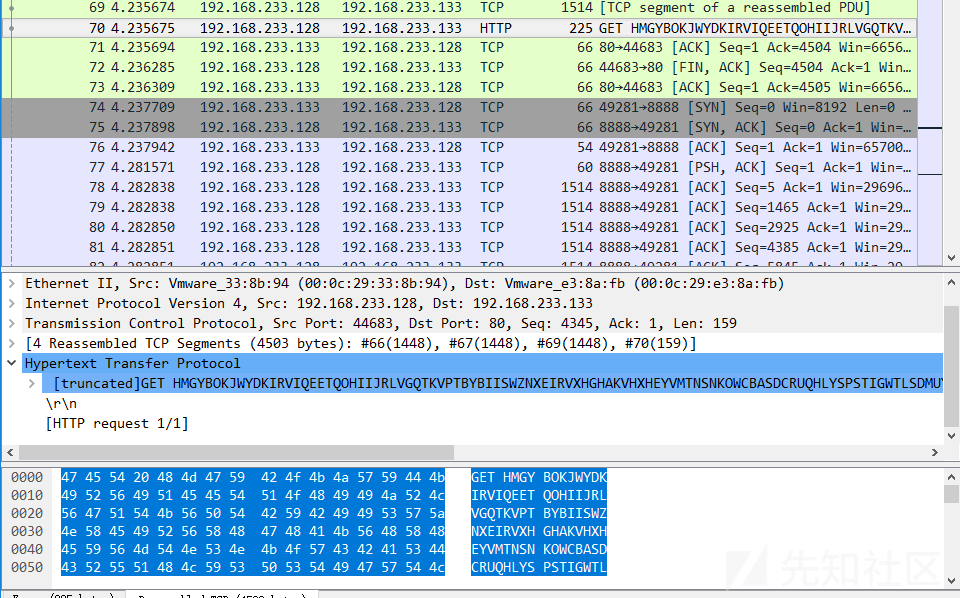 69 4.235674 192.168.233.128 192.168.233.133 TCP 1514 [TCP segment of a reassembled PDU]
70 4.235675 192.168.233.128 192.168.233.133 HTTP 225 GET HMGYBOKJWYDKIRVIQEETQOHIIJRLVGQTKV…
71 4.235694 192.168.233.133 192.168.233.128 TCP 66 80→44683 [ACK] Seq=1 Ack=4504 Win=6656…
72 4.236285 192.168.233.128 192.168.233.133 TCP 66 44683→80 [FIN, ACK] Seq=4504 Ack=1 Win…
73 4.236309 192.168.233.133 192.168.233.128 TCP 66 80→44683 [ACK] Seq=1 Ack=4505 Win=6656…
74 4.237709 192.168.233.133 192.168.233.128 TCP 66 49281→8888 [SYN] Seq=0 Win=8192 Len=0 …
75 4.237898 192.168.233.128 192.168.233.133 TCP 66 8888→49281 [SYN, ACK] Seq=0 Ack=1 Win=…
76 4.237942 192.168.233.133 192.168.233.128 TCP 54 49281→8888 [ACK] Seq=1 Ack=1 Win=65700…
77 4.281571 192.168.233.128 192.168.233.133 TCP 60 8888→49281 [PSH, ACK] Seq=1 Ack=1 Win=…
78 4.282838 192.168.233.128 192.168.233.133 TCP 1514 8888→49281 [ACK] Seq=5 Ack=1 Win=29696…
79 4.282838 192.168.233.128 192.168.233.133 TCP 1514 8888→49281 [ACK] Seq=1465 Ack=1 Win=29…
80 4.282850 192.168.233.128 192.168.233.133 TCP 1514 8888→49281 [ACK] Seq=2925 Ack=1 Win=29…
81 4.282851 192.168.233.128 192.168.233.133 TCP 1514 8888→49281 [ACK] Seq=4385 Ack=1 Win=29…
Ethernet II, Src: Vmware_33:8b:94 (00:0c:29:33:8b:94), Dst: Vmware_e3:8a:fb (00:0c:29:e3:8a:fb)
Internet Protocol Version 4, Src: 192.168.233.128, Dst: 192.168.233.133
Transmission Control Protocol, Src Port: 44683, Dst Port: 80, Seq: 4345, Ack: 1, Len: 159
[4 Reassembled TCP Segments (4503 bytes): #66(1448), #67(1448), #69(1448), #70(159)]
Hypertext Transfer Protocol
[truncated]GET HMGYBOKJWYDKIRVIQEETQOHIIJRLVGQTKVPTBYBIISWZNXEIRVXHGHAKVHXHEYVMTNSNKOWCBASDCRUQHLYSPSTIGWTLSDMUY
\r\n
[HTTP request 1/1]
0000 47 45 54 20 48 4d 47 59 42 4f 4b 4a 57 59 44 4b GET HMGY BOKJWYDK
0010 49 52 56 49 51 45 45 54 51 4f 48 49 49 4a 52 4c IRVIQEET QOHIIJRL
0020 56 47 51 54 4b 56 50 54 42 59 42 49 49 53 57 5a VGQTKVPT BYBIISWZ
0030 4e 58 45 49 52 56 58 48 47 48 41 4b 56 48 58 48 NXEIRVXH GHAKVHXH
0040 45 59 56 4d 54 4e 53 4e 4b 4f 57 43 42 41 53 44 EYVMTNSN KOWCBASD
0050 43 52 55 51 48 4c 59 53 50 53 54 49 47 57 54 4c CRUQHLYS PSTIGWTL
先知社区